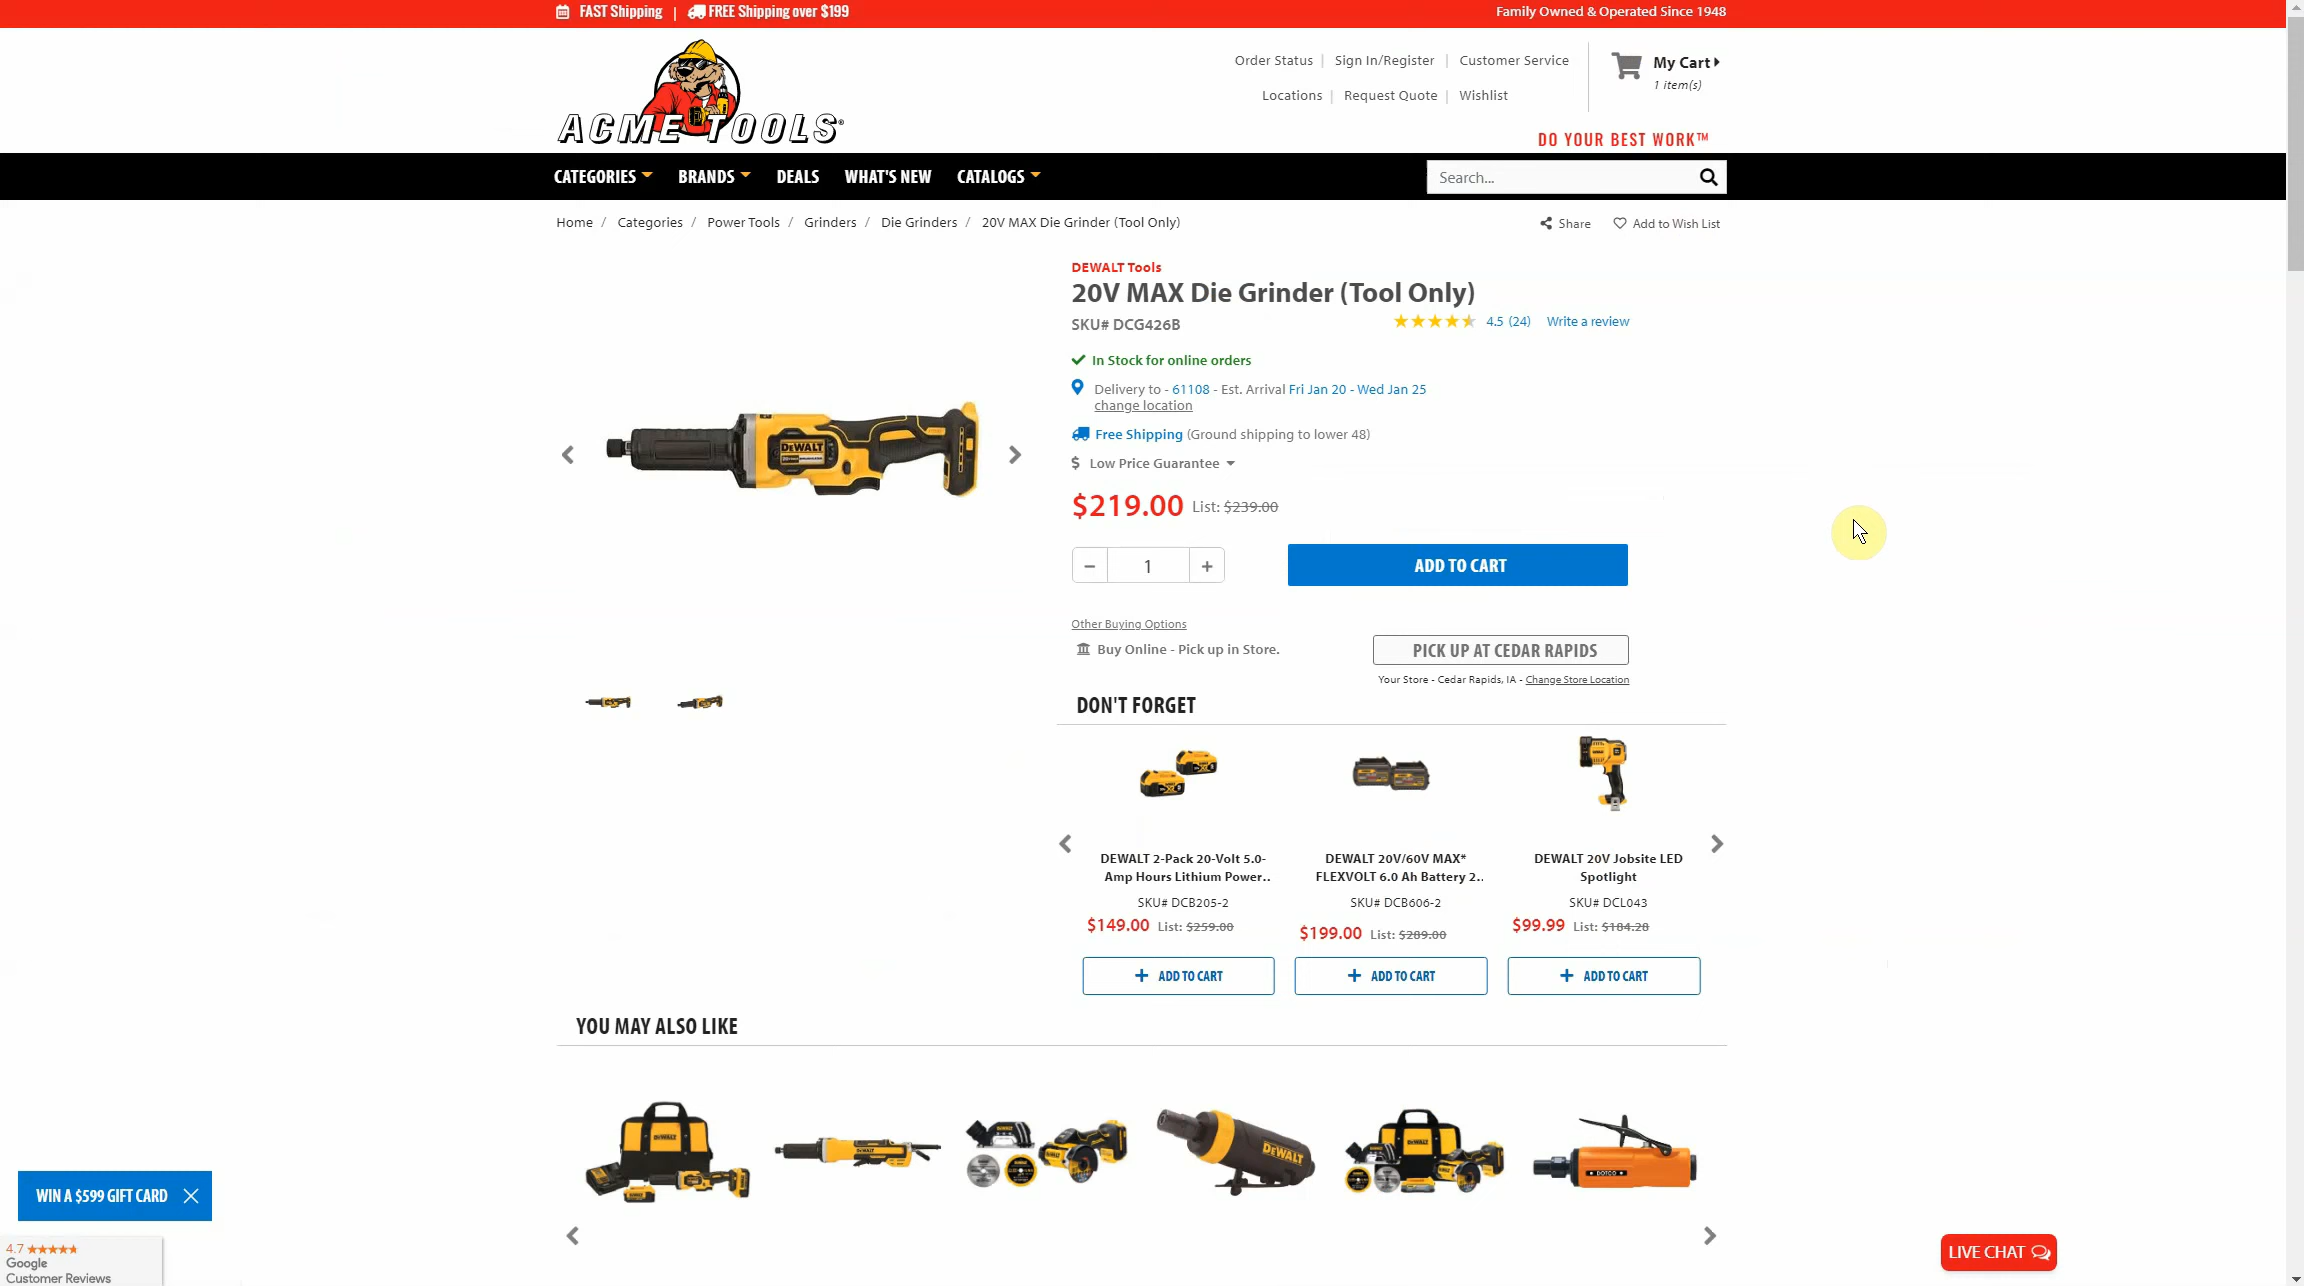 FAST Shipping | FREE Shipping over $199
Family Owned & Operated Since 1948
ACME TOOLS®
Order Status | Sign In/Register | Customer Service
Locations | Request Quote | Wishlist
My Cart
1 item(s)
DO YOUR BEST WORK™
CATEGORIES BRANDS DEALS WHAT'S NEW CATALOGS
Search...
Home / Categories / Power Tools / Grinders / Die Grinders / 20V MAX Die Grinder (Tool Only)
Share Add to Wish List
DEWALT Tools
20V MAX Die Grinder (Tool Only)
SKU# DCG426B
4.5 (24) Write a review
In Stock for online orders
Delivery to - 61108 - Est. Arrival Fri Jan 20 - Wed Jan 25
change location
Free Shipping (Ground shipping to lower 48)
$ Low Price Guarantee
DEWALT
$219.00 List: $239.00
− 1 +
ADD TO CART
Other Buying Options
Buy Online - Pick up in Store.
PICK UP AT CEDAR RAPIDS
Your Store - Cedar Rapids, IA - Change Store Location
DON'T FORGET
DEWALT 2-Pack 20-Volt 5.0-
Amp Hours Lithium Power..
SKU# DCB205-2
$149.00 List: $259.00
+ ADD TO CART
DEWALT 20V/60V MAX*
FLEXVOLT 6.0 Ah Battery 2..
SKU# DCB606-2
$199.00 List: $289.00
+ ADD TO CART
DEWALT 20V Jobsite LED
Spotlight
SKU# DCL043
$99.99 List: $184.28
+ ADD TO CART
YOU MAY ALSO LIKE
DEWALT
DEWALT
DEWALT
DEWALT
DOTCO
WIN A $599 GIFT CARD
4.7
Google
Customer Reviews
LIVE CHAT